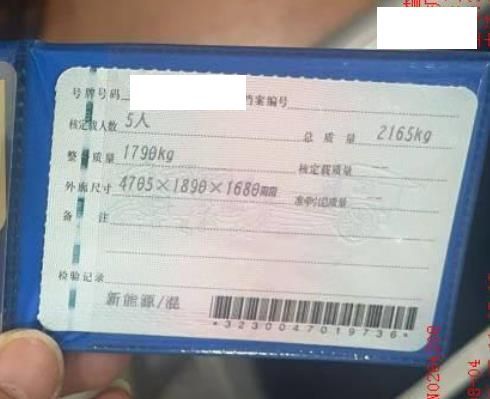 号牌号码
档案编号
核定载人数 5人
总质量 2165kg
整备质量 1790kg
核定载质量 --
外廓尺寸 4705×1890×1680mm
准牵引总质量 --
备注
检验记录
新能源/混
*3230047019736*